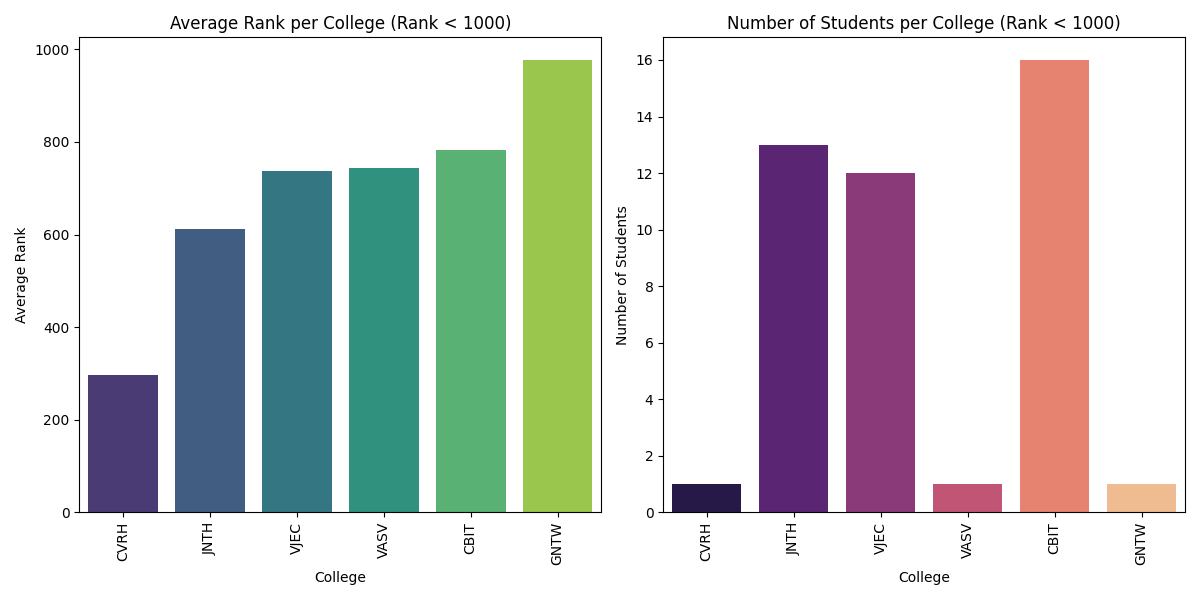 Average Rank per College (Rank < 1000)
1000
800
600
400
200
0
Average Rank
CVRH
JNTH
VJEC
VASV
CBIT
GNTW
College
Number of Students per College (Rank < 1000)
16
14
12
10
8
6
4
2
0
Number of Students
CVRH
JNTH
VJEC
VASV
CBIT
GNTW
College